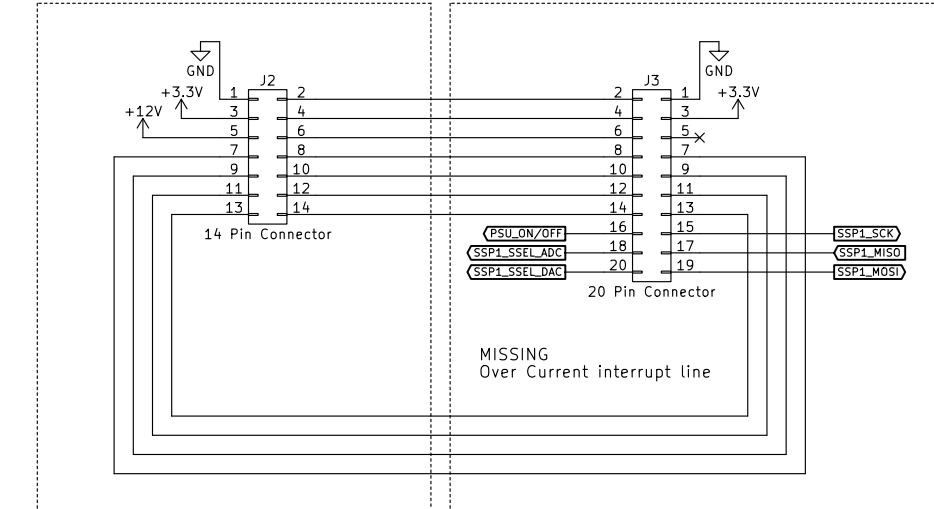 GND
J2
+3.3V
+12V
1 2
3 4
5 6
7 8
9 10
11 12
13 14
14 Pin Connector
GND
J3
+3.3V
2 1
4 3
6 5
8 7
10 9
12 11
14 13
16 15
18 17
20 19
PSU_ON/OFF
SSP1_SSEL_ADC
SSP1_SSEL_DAC
SSP1_SCK
SSP1_MISO
SSP1_MOSI
20 Pin Connector
MISSING
Over Current interrupt line